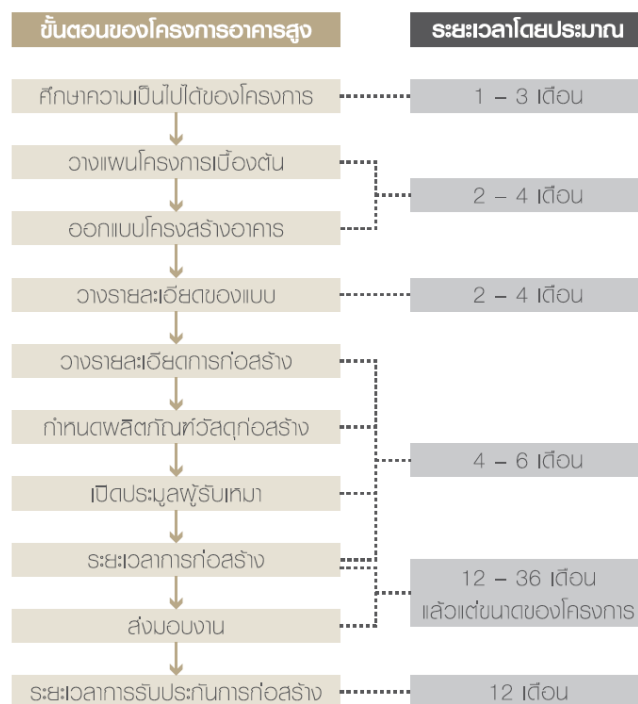 ขั้นตอนของโครงการอาคารสูง
ระยะเวลาโดยประมาณ
ศึกษาความเป็นไปได้ของโครงการ
1 – 3 เดือน
วางแผนโครงการเบื้องต้น
2 – 4 เดือน
ออกแบบโครงสร้างอาคาร
วางรายละเอียดของแบบ
2 – 4 เดือน
วางรายละเอียดการก่อสร้าง
กำหนดผลิตภัณฑ์วัสดุก่อสร้าง
4 – 6 เดือน
เปิดประมูลผู้รับเหมา
ระยะเวลาการก่อสร้าง
12 – 36 เดือน
แล้วแต่ขนาดของโครงการ
ส่งมอบงาน
ระยะเวลาการรับประกันการก่อสร้าง
12 เดือน